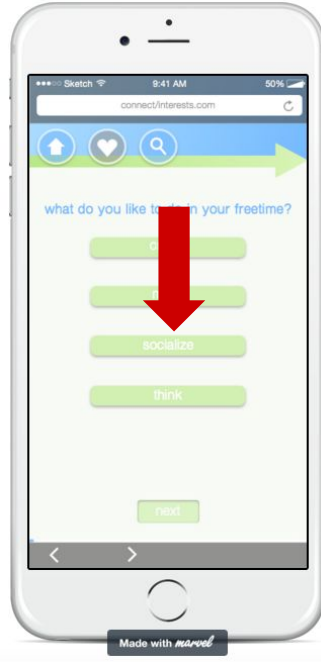 Sketch 9:41 AM 50%
connect/interests.com
what do you like to do in your freetime?
socialize
think
next
Made with marvel